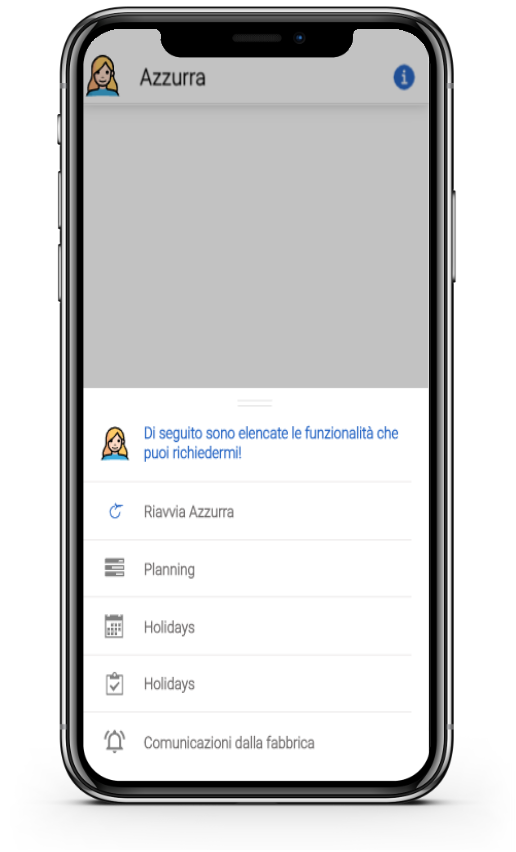 Azzurra
Di seguito sono elencate le funzionalità che
puoi richiedermi!
Riavvia Azzurra
Planning
Holidays
Holidays
Comunicazioni dalla fabbrica